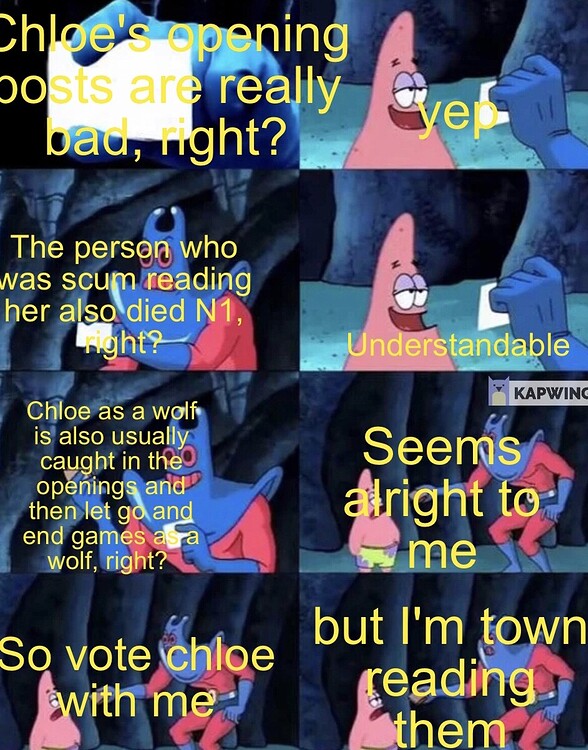 Chloe's opening
posts are really
bad, right?
yep
The person who
was scum reading
her also died N1,
right?
Understandable
KAPWING
Chloe as a wolf
is also usually
caught in the
openings and
then let go and
end games as a
wolf, right?
Seems
alright to
me
So vote chloe
with me
but I'm town
reading
them